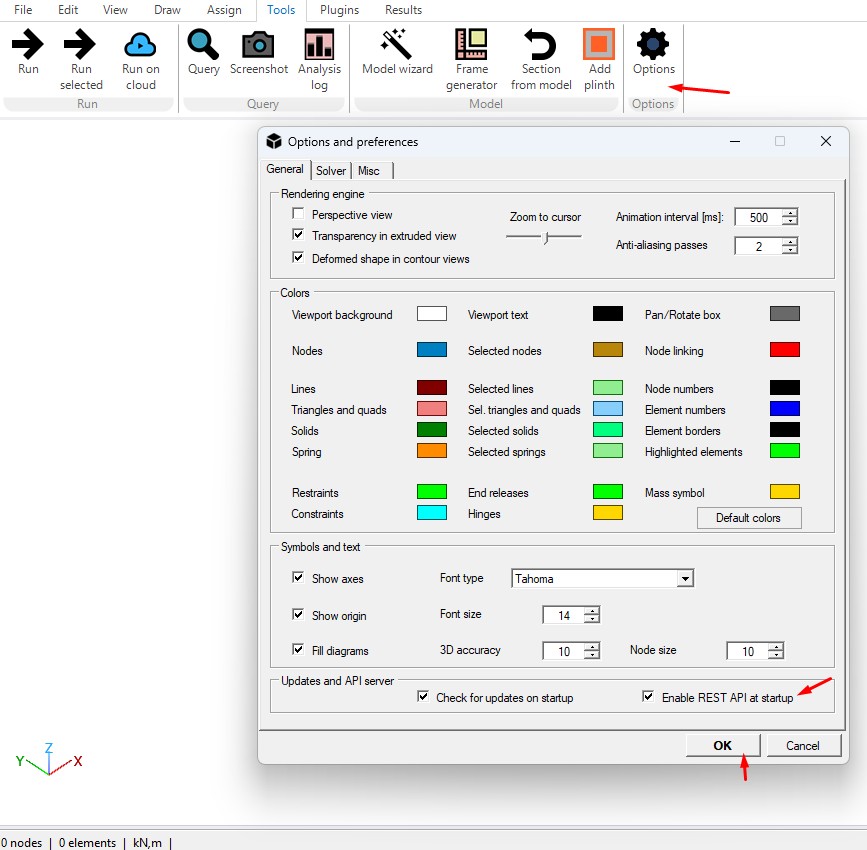 File Edit View Draw Assign Tools Plugins Results
Run Run selected Run on cloud Query Screenshot Analysis log Model wizard Frame generator Section from model Add plinth Options
Run Query Model Options
Options and preferences
General Solver Misc
Rendering engine
Perspective view Zoom to cursor Animation interval [ms]: 500
Transparency in extruded view
Anti-aliasing passes 2
Deformed shape in contour views
Colors
Viewport background Viewport text Pan/Rotate box
Nodes Selected nodes Node linking
Lines Selected lines Node numbers
Triangles and quads Sel. triangles and quads Element numbers
Solids Selected solids Element borders
Spring Selected springs Highlighted elements
Restraints End releases Mass symbol
Constraints Hinges Default colors
Symbols and text
Show axes Font type Tahoma
Show origin Font size 14
Fill diagrams 3D accuracy 10 Node size 10
Updates and API server
Check for updates on startup Enable REST API at startup
OK Cancel
Z
Y X
0 nodes | 0 elements | kN,m |